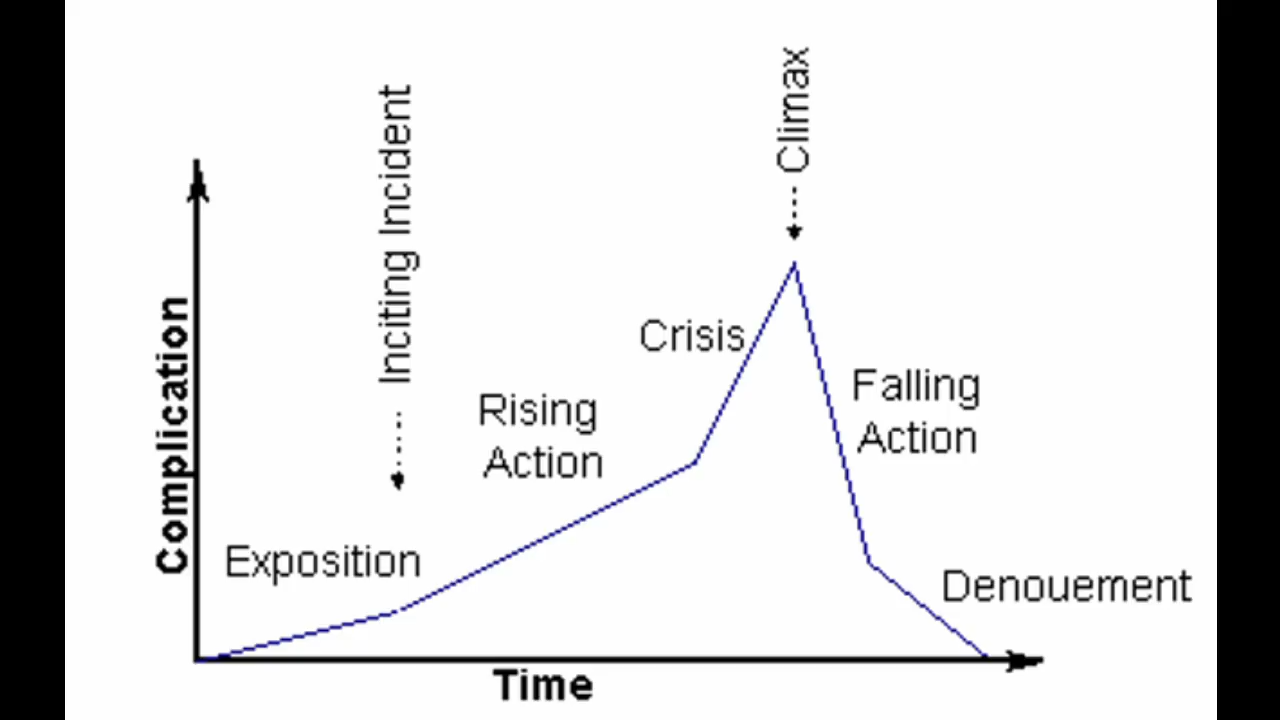 Climax
Inciting Incident
Crisis
Rising
Action
Falling
Action
Complication
Exposition
Denouement
Time